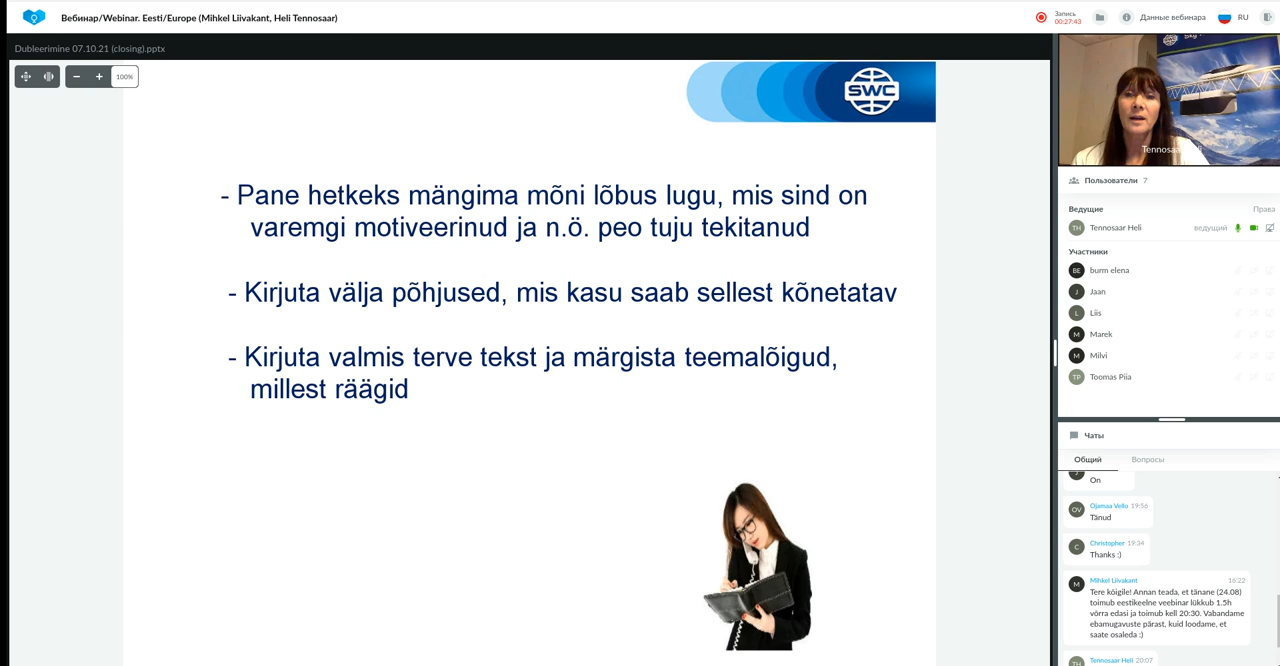 Вебинар/Webinar. Eesti/Europe (Mihkel Liivakant, Heli Tennosaar)
Запись
00:27:43
Данные вебинара
RU
Dubleerimine 07.10.21 (closing).pptx
100%
SWC
- Pane hetkeks mängima mõni lõbus lugu, mis sind on
varemgi motiveerinud ja n.ö. peo tuju tekitanud
- Kirjuta välja põhjused, mis kasu saab sellest kõnetatav
- Kirjuta valmis terve tekst ja märgista teemalõigud,
millest räägid
Пользователи 7
Ведущие
Права
TH Tennosaar Heli ведущий
Участники
BE burm elena
J Jaan
L Liis
M Marek
M Milvi
TP Toomas Piia
Чаты
Общий
Вопросы
On
OV Ojamaa Vello 19:56
Tänud
C Christopher 19:34
Thanks :)
M Mihkel Liivakant 16:22
Tere kõigile! Annan teada, et tänane (24.08)
toimub eestikeelne veebinar lükkub 1.5h
võrra edasi ja toimub kell 20:30. Vabandame
ebamugavuste pärast, kuid loodame, et
saate osaleda :)
TH Tennosaar Heli 20:07